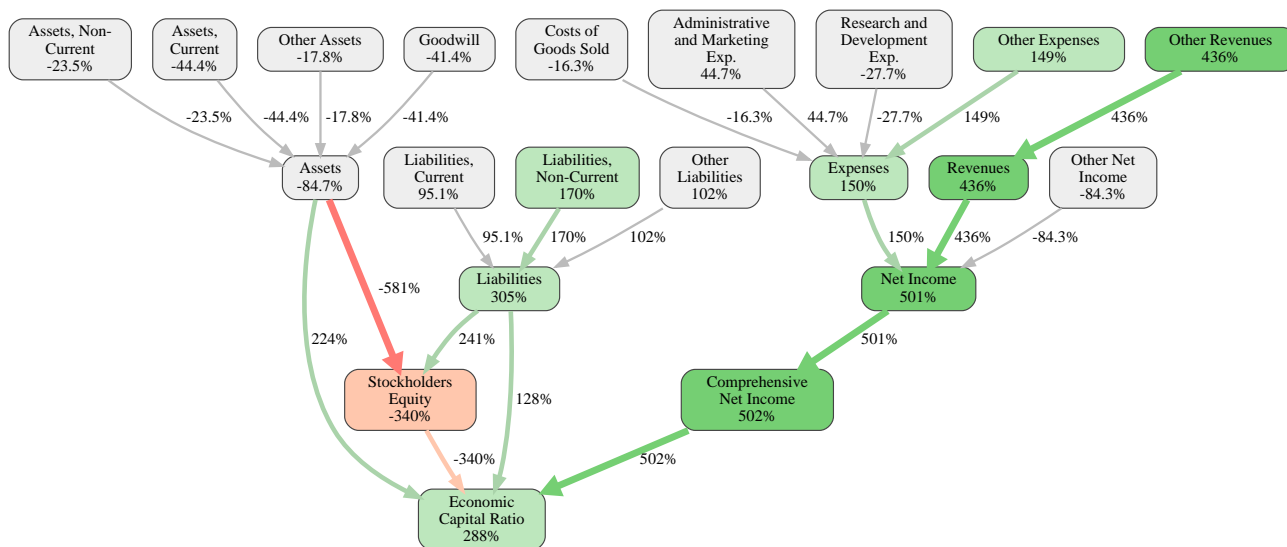 Assets, Non-
Current
-23.5%
Assets,
Current
-44.4%
Other Assets
-17.8%
Goodwill
-41.4%
Costs of
Goods Sold
-16.3%
Administrative
and Marketing
Exp.
44.7%
Research and
Development
Exp.
-27.7%
Other Expenses
149%
Other Revenues
436%
-23.5%
-44.4%
-17.8%
-41.4%
-16.3%
44.7%
-27.7%
149%
436%
Assets
-84.7%
Liabilities,
Current
95.1%
Liabilities,
Non-Current
170%
Other
Liabilities
102%
Expenses
150%
Revenues
436%
Other Net
Income
-84.3%
95.1%
170%
102%
150%
436%
-84.3%
Liabilities
305%
Net Income
501%
-581%
224%
241%
128%
501%
Stockholders
Equity
-340%
Comprehensive
Net Income
502%
-340%
502%
Economic
Capital Ratio
288%